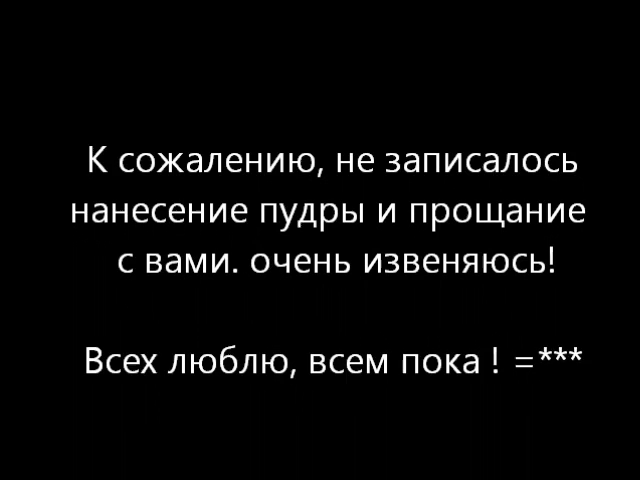 К сожалению, не записалось
нанесение пудры и прощание
с вами. очень извеняюсь!
Всех люблю, всем пока ! =***